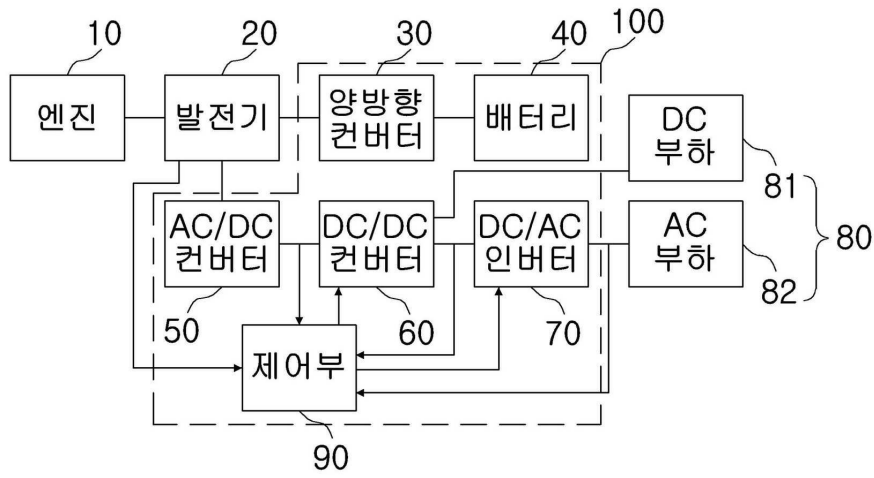 10
20
30
40
100
엔진
발전기
양방향
컨버터
배터리
DC
부하
81
AC/DC
컨버터
DC/DC
컨버터
DC/AC
인버터
AC
부하
80
82
50
60
70
제어부
90